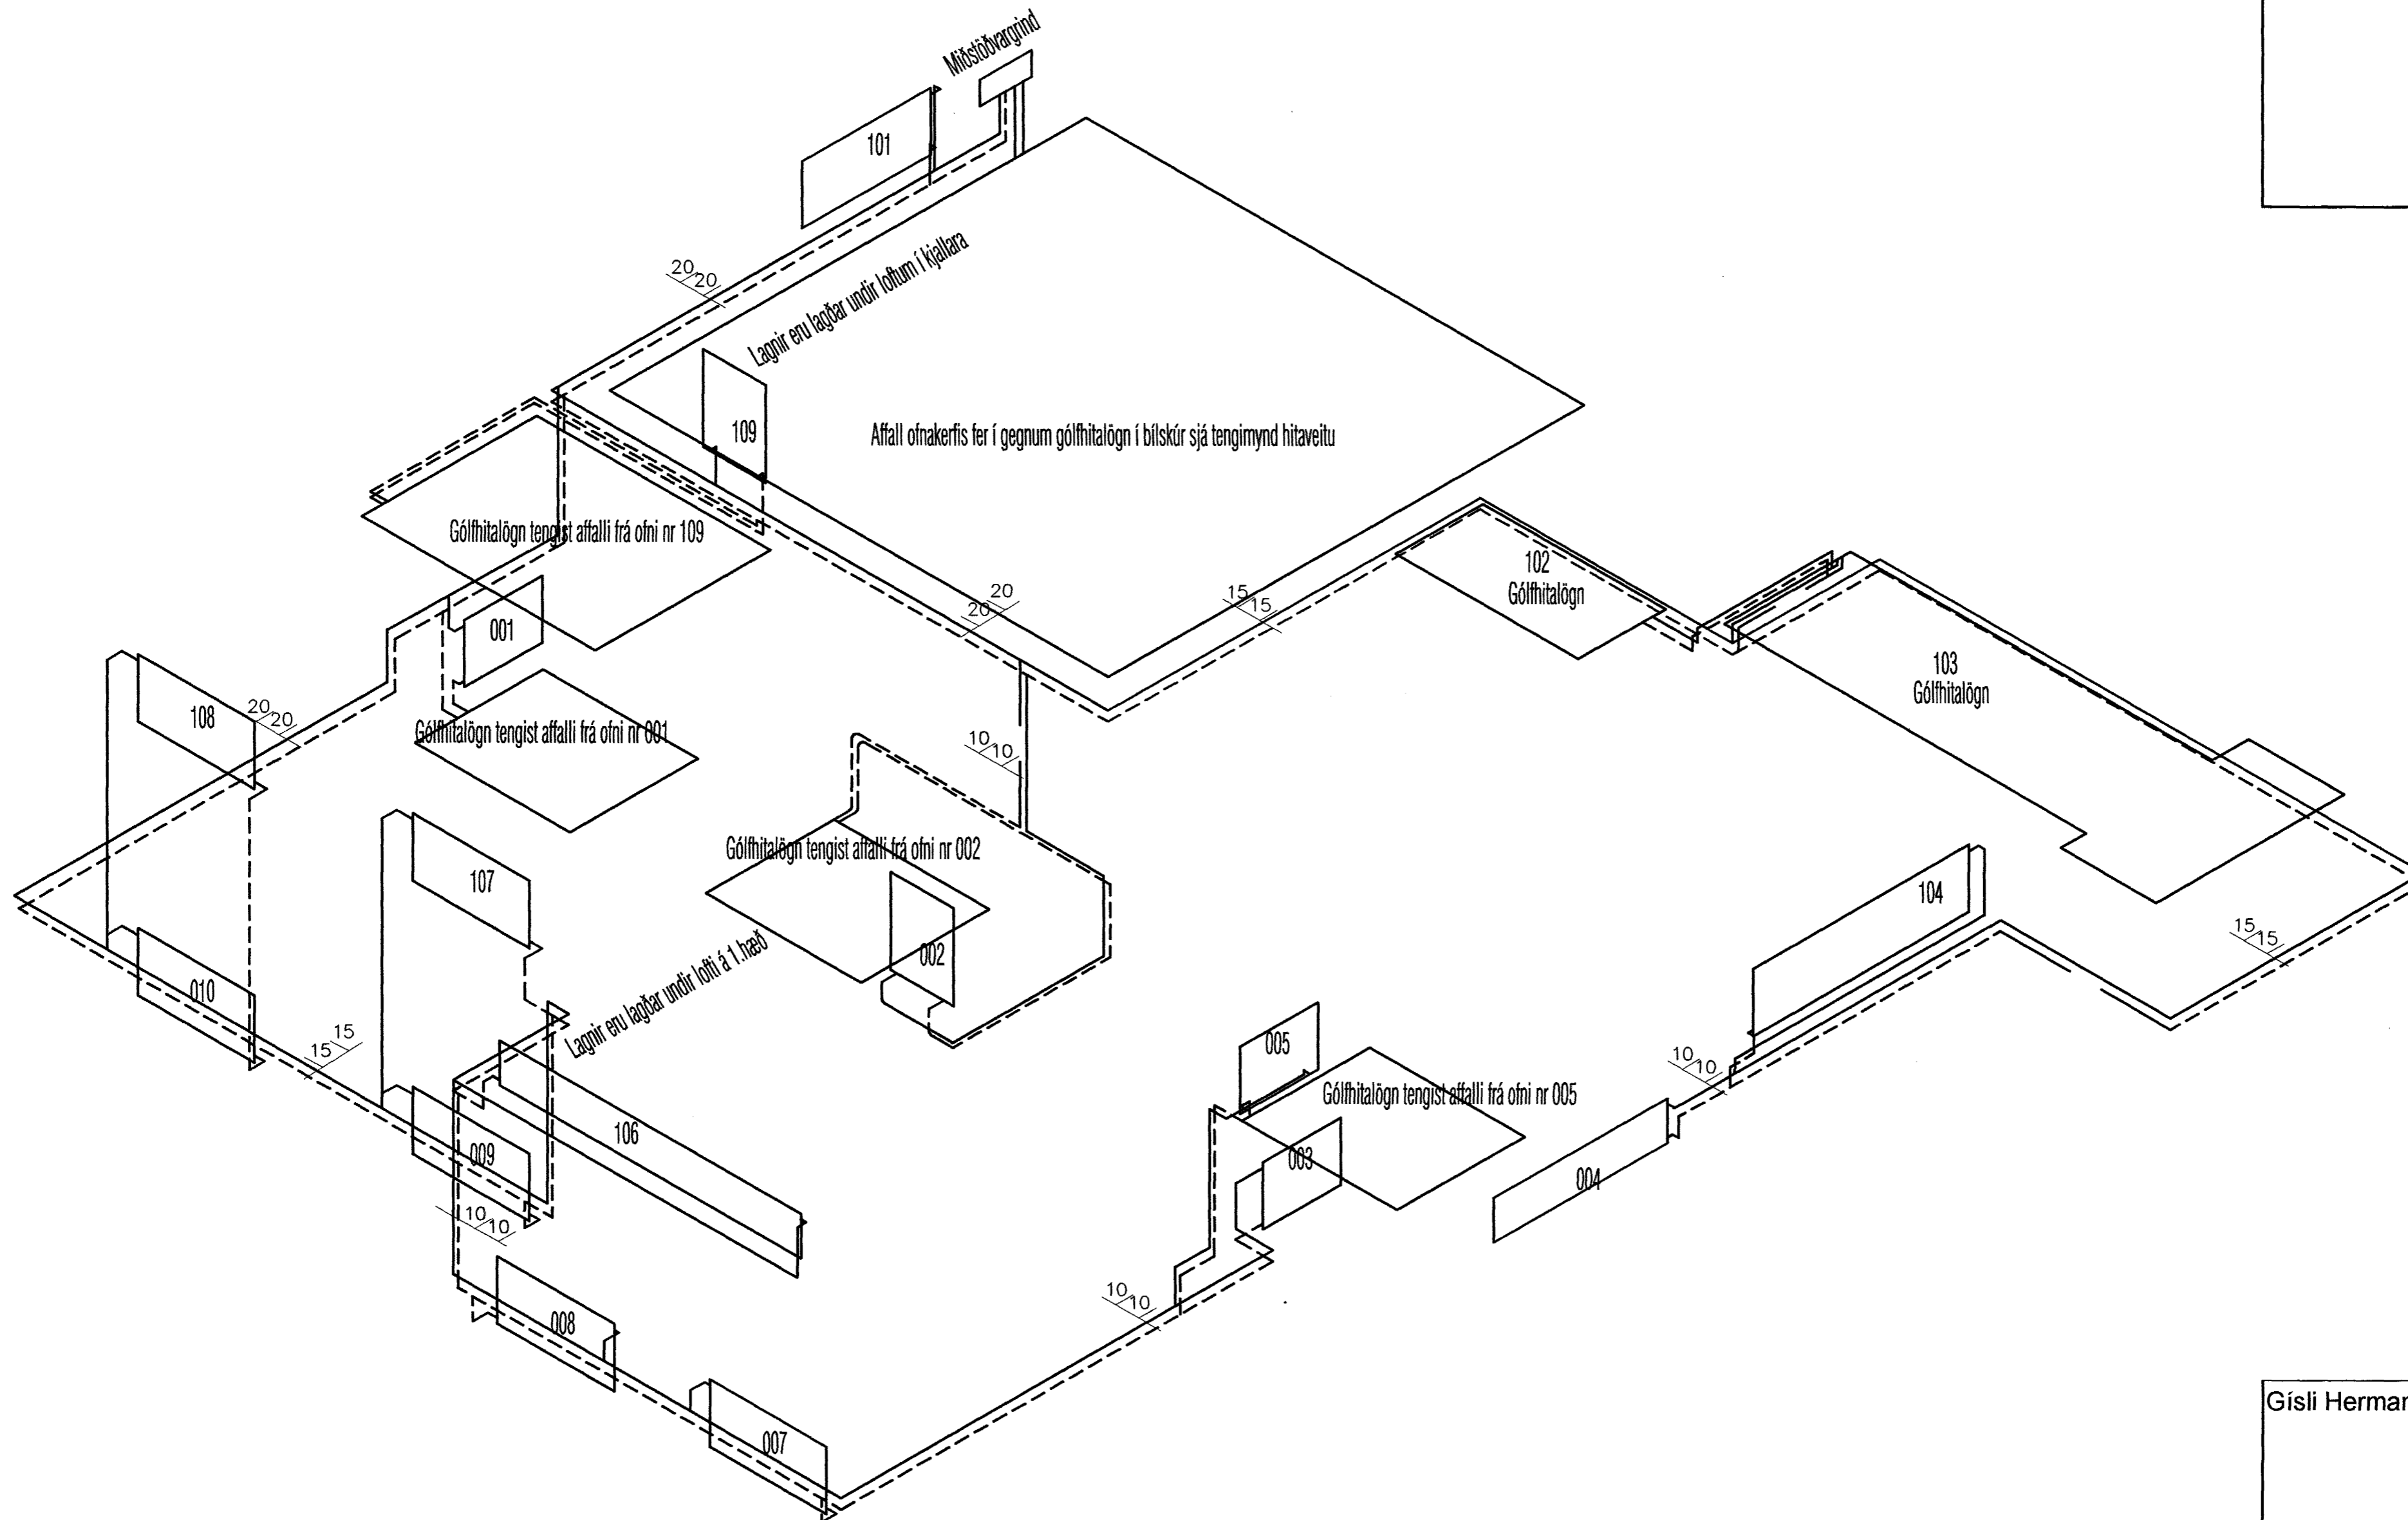 Miðstöðvargrind
101
20 20
Lagnir eru lagðar undir loftum í kjallara
109
Affall ofnakerfis fer í gegnum gólfhitalögn í bílskúr sjá tengimynd hitaveitu
Gólfhitalögn tengist affalli frá ofni nr 109
102
Gólfhitalögn
20 20
15 15
001
103
Gólfhitalögn
108
20 20
Gólfhitalögn tengist affalli frá ofni nr 001
10 10
Gólfhitalögn tengist affalli frá ofni nr 002
107
104
002
15 15
Lagnir eru lagðar undir lofti á 1.hæð
010
15 15
005
10 10
Gólfhitalögn tengist affalli frá ofni nr 005
106
009
003
004
10 10
10 10
008
007
Gísli Herma